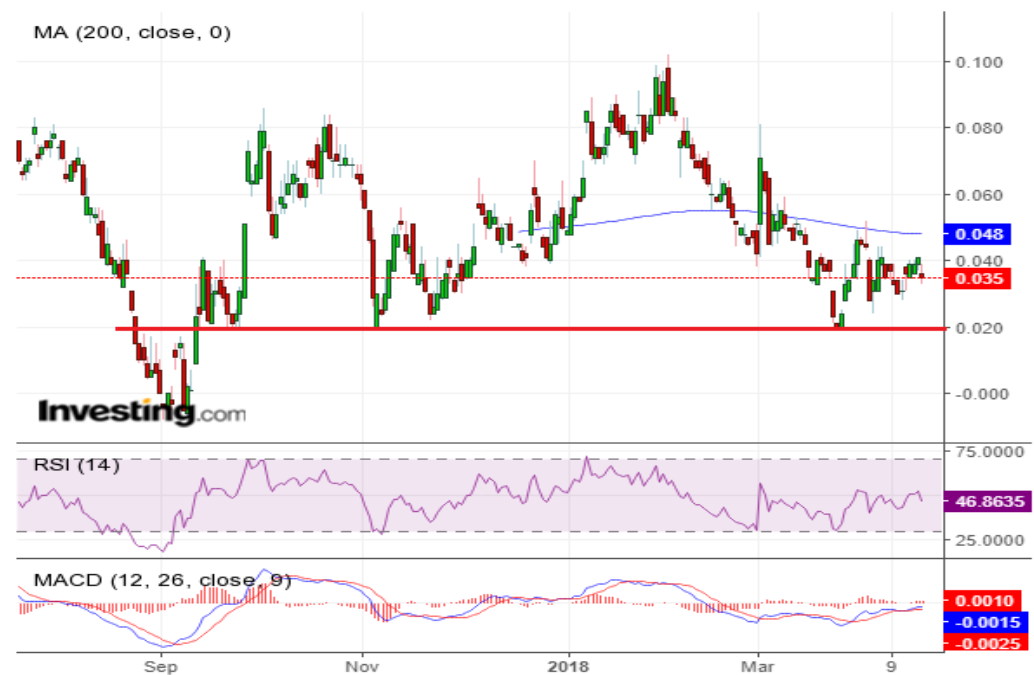 MA (200, close, 0)
0.100
0.080
0.060
0.048
0.040
0.035
0.020
-0.000
Investing.com
RSI (14)
75.0000
46.8635
25.0000
MACD (12, 26, close, 9)
0.0010
-0.0015
-0.0025
Sep Nov 2018 Mar 9